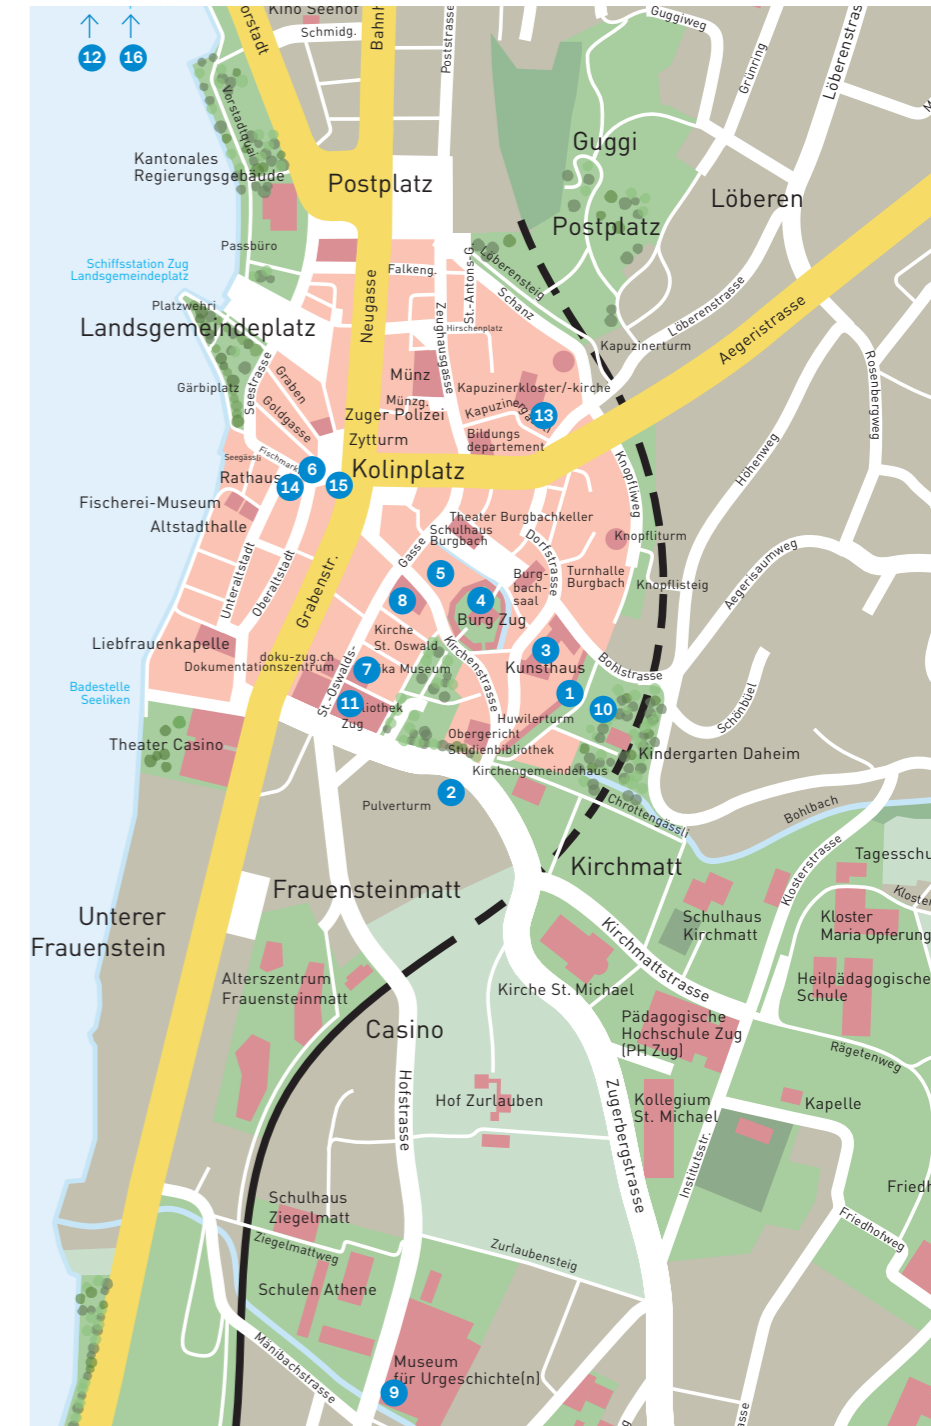 Kino Seehof
Schmidg.
Vorstadt
Bahnh
Poststrasse
Guggiweg
Grünring
Löberenstras
12
16
Vorstadtquai
Kantonales
Regierungsgebäude
Postplatz
Guggi
Löberen
Postplatz
Passbüro
Schiffsstation Zug
Landsgemeindeplatz
Falkeng.
St.-Antons-G.
Löberensteig
Schanz
Neugasse
Zeughausgasse
Hirschenplatz
Löberenstrasse
Aegeristrasse
Platzwehri
Landsgemeindeplatz
Kapuzinerturm
Rosenbergweg
Gärbiplatz
Seestrasse
Graben
Goldgasse
Münz
Münzg.
Kapuzinerkloster/-kirche
Kapuzinergassen
13
Zuger Polizei
Zytturm
Bildungs
departement
Kolinplatz
Seegässli
Fischmarkt
6
Rathaus
14
15
Höhenweg
Knopfliweg
Fischerei-Museum
Altstadthalle
Theater Burgbachkeller
Schulhaus
Burgbach
Dorfstrasse
Knopfliturm
Gasse
Unteraltstadt
Oberaltstadt
Grabenstr.
5
Burg-
bach-
saal
Turnhalle
Burgbach
Knopflisteig
Aegerisaumweg
8
4
Burg Zug
Kirche
St. Oswald
Liebfrauenkapelle
doku-zug.ch
Dokumentationszentrum
St.-Oswalds-
7
ka Museum
Kirchenstrasse
3
Kunsthaus
Bohlstrasse
Badestelle
Seeliken
11
liothek
Zug
1
10
Huwilerturm
Schönbüel
Theater Casino
Obergericht
Studienbibliothek
Kindergarten Daheim
Kirchengemeindehaus
2
Pulverturm
Chrottengässli
Bohlbach
Kirchmatt
Klosterstrasse
Tagesschu
Frauensteinmatt
Kloster
Unterer
Frauenstein
Schulhaus
Kirchmatt
Kloster
Maria Opferung
Kirchmattstrasse
Alterszentrum
Frauensteinmatt
Kirche St. Michael
Heilpädagogische
Schule
Casino
Pädagogische
Hochschule Zug
(PH Zug)
Rägetenweg
Hofstrasse
Hof Zurlauben
Zugerbergstrasse
Kollegium
St. Michael
Kapelle
Institutsstr.
Schulhaus
Ziegelmatt
Friedh
Friedhofweg
Ziegelmattweg
Zurlaubensteig
Schulen Athene
Mänibachstrasse
Museum
für Urgeschichte(n)
9
asse